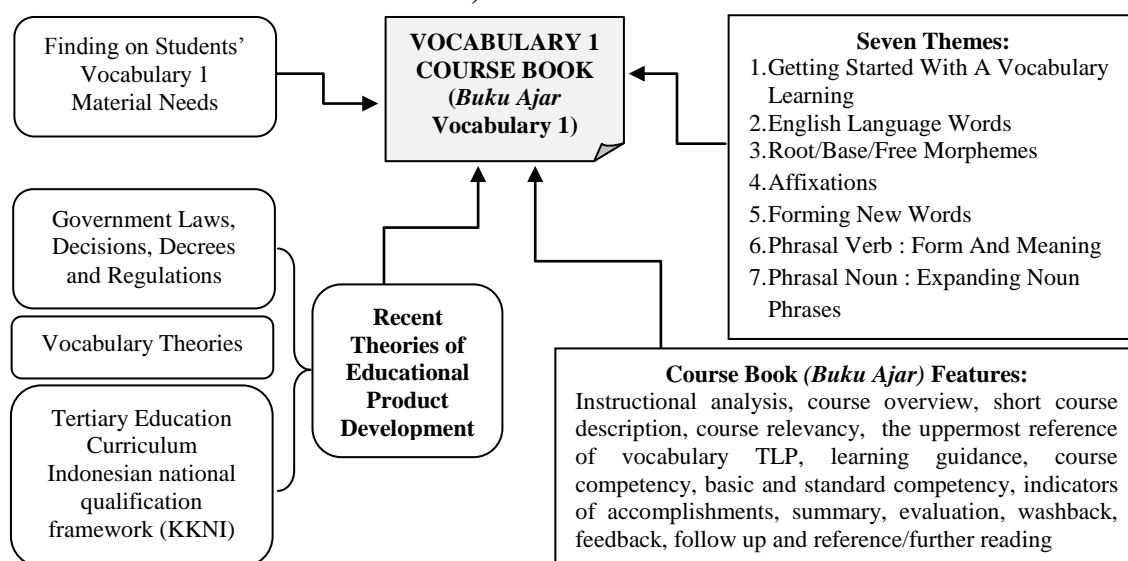 Finding on Students’
Vocabulary 1
Material Needs
VOCABULARY 1
COURSE BOOK
(Buku Ajar
Vocabulary 1)
Seven Themes:
1.Getting Started With A Vocabulary
Learning
2.English Language Words
3.Root/Base/Free Morphemes
4.Affixations
5.Forming New Words
6.Phrasal Verb : Form And Meaning
7.Phrasal Noun : Expanding Noun
Phrases
Government Laws,
Decisions, Decrees
and Regulations
Vocabulary Theories
Tertiary Education
Curriculum
Indonesian national
qualification
framework (KKNI)
Recent
Theories of
Educational
Product
Development
Course Book (Buku Ajar) Features:
Instructional analysis, course overview, short course
description, course relevancy, the uppermost reference
of vocabulary TLP, learning guidance, course
competency, basic and standard competency, indicators
of accomplishments, summary, evaluation, washback,
feedback, follow up and reference/further reading